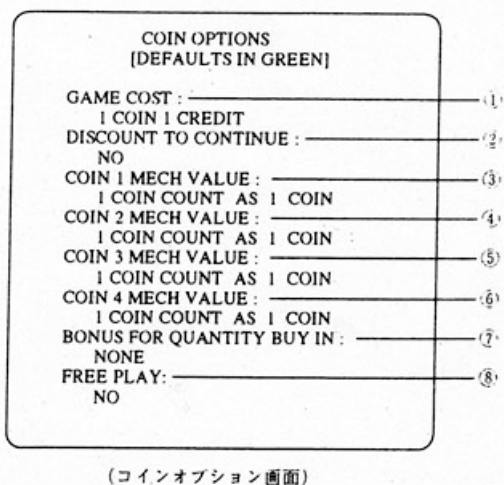 COIN OPTIONS
[DEFAULTS IN GREEN]
GAME COST : ①
1 COIN 1 CREDIT
DISCOUNT TO CONTINUE : ②
NO
COIN 1 MECH VALUE : ③
1 COIN COUNT AS 1 COIN
COIN 2 MECH VALUE : ④
1 COIN COUNT AS 1 COIN
COIN 3 MECH VALUE : ⑤
1 COIN COUNT AS 1 COIN
COIN 4 MECH VALUE : ⑥
1 COIN COUNT AS 1 COIN
BONUS FOR QUANTITY BUY IN : ⑦
NONE
FREE PLAY: ⑧
NO
(コインオプション画面)